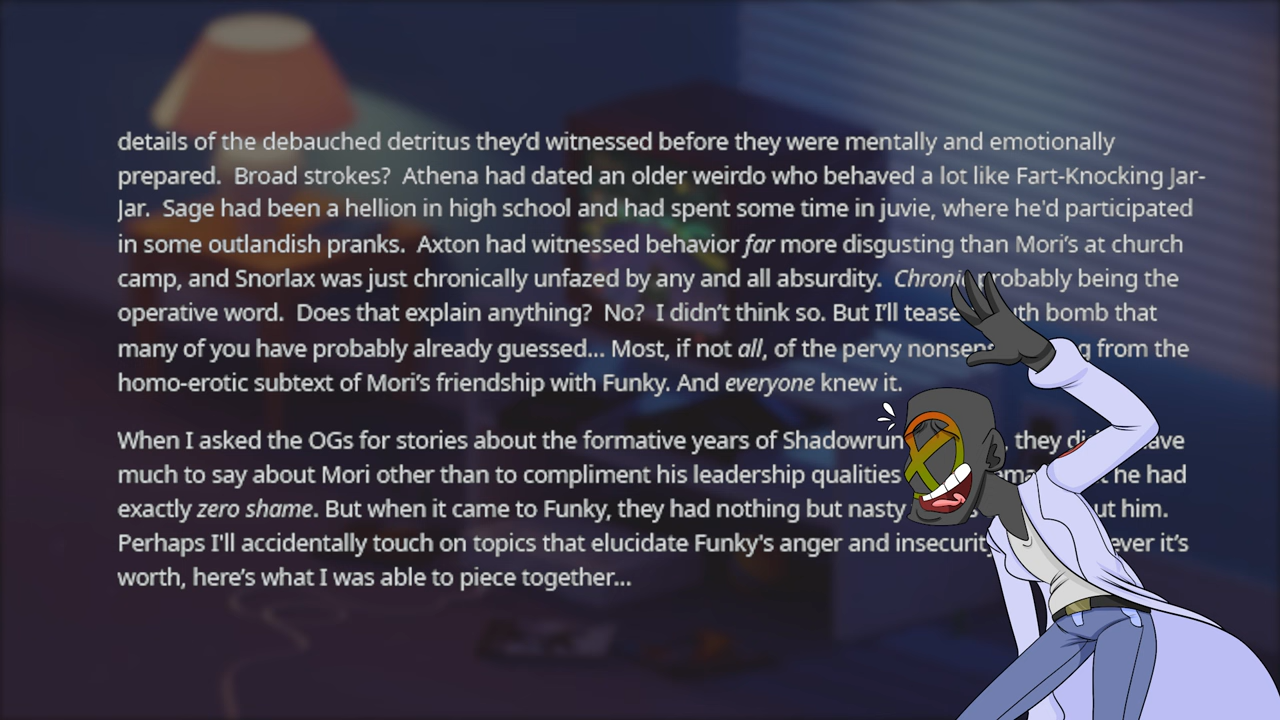 details of the debauched detritus they'd witnessed before they were mentally and emotionally
prepared.  Broad strokes?  Athena had dated an older weirdo who behaved a lot like Fart-Knocking Jar-
Jar.  Sage had been a hellion in high school and had spent some time in juvie, where he'd participated
in some outlandish pranks.  Axton had witnessed behavior far more disgusting than Mori's at church
camp, and Snorlax was just chronically unfazed by any and all absurdity.  Chronic probably being the
operative word.  Does that explain anything?  No?  I didn't think so. But I'll tease truth bomb that
many of you have probably already guessed... Most, if not all, of the pervy nonsense from the
homo-erotic subtext of Mori's friendship with Funky. And everyone knew it.
When I asked the OGs for stories about the formative years of Shadowrun they have
much to say about Mori other than to compliment his leadership qualities he had
exactly zero shame. But when it came to Funky, they had nothing but nasty him.
Perhaps I'll accidentally touch on topics that elucidate Funky's anger and insecurity it's
worth, here's what I was able to piece together...